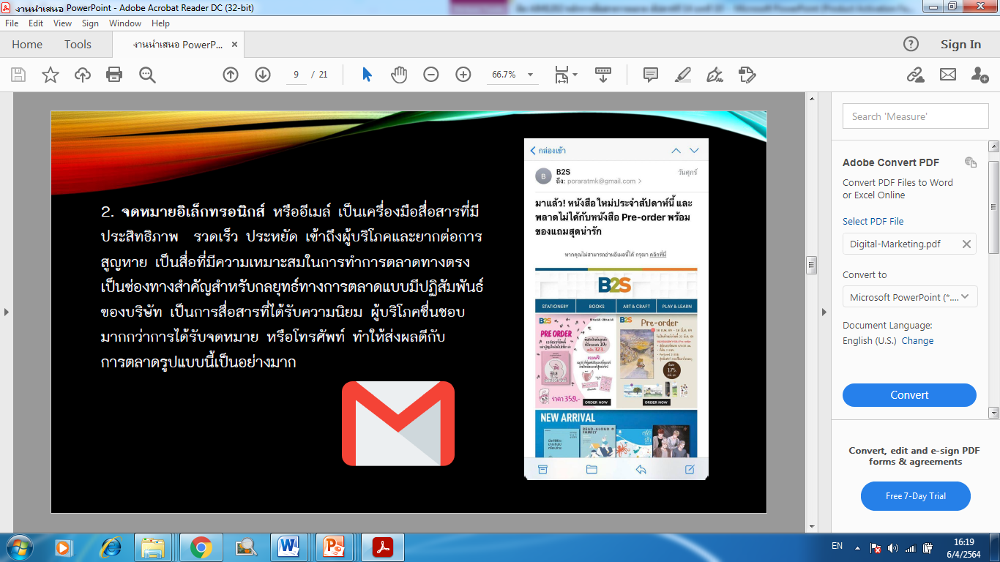 งานนำเสนอ PowerPoint - Adobe Acrobat Reader DC (32-bit)
File Edit View Sign Window Help
Home Tools งานนำเสนอ PowerP... Sign In
9 / 21 66.7%
2. จดหมายอิเล็กทรอนิกส์ หรืออีเมล์ เป็นเครื่องมือสื่อสารที่มี
ประสิทธิภาพ รวดเร็ว ประหยัด เข้าถึงผู้บริโภคและยากต่อการ
สูญหาย เป็นสื่อที่มีความเหมาะสมในการทำการตลาดทางตรง
เป็นช่องทางสำคัญสำหรับกลยุทธ์ทางการตลาดแบบมีปฏิสัมพันธ์
ของบริษัท เป็นการสื่อสารที่ได้รับความนิยม ผู้บริโภคชื่นชอบ
มากกว่าการได้รับจดหมาย หรือโทรศัพท์ ทำให้ส่งผลดีกับ
การตลาดรูปแบบนี้เป็นอย่างมาก
กล่องเข้า
B B2S วันศุกร์
ถึง: poraratmk@gmail.com
มาแล้ว! หนังสือใหม่ประจำสัปดาห์นี้ และ
พลาดไม่ได้กับหนังสือ Pre-order พร้อม
ของแถมสุดน่ารัก
หากคุณไม่สามารถอ่านอีเมลนี้ได้ กรุณา คลิกที่นี่
B2S
STATIONERY BOOKS ART & CRAFT PLAY & LEARN
B2S
PRE ORDER
ราคา 359.-
ORDER NOW
B2S
Pre-order
175.
ORDER NOW
NEW ARRIVAL
READ-ALOUD
FAMILY
Search 'Measure'
Adobe Convert PDF
Convert PDF Files to Word
or Excel Online
Select PDF File
Digital-Marketing.pdf
Convert to
Microsoft PowerPoint (*....
Document Language:
English (U.S.) Change
Convert
Convert, edit and e-sign PDF
forms & agreements
Free 7-Day Trial
EN
16:19
6/4/2564